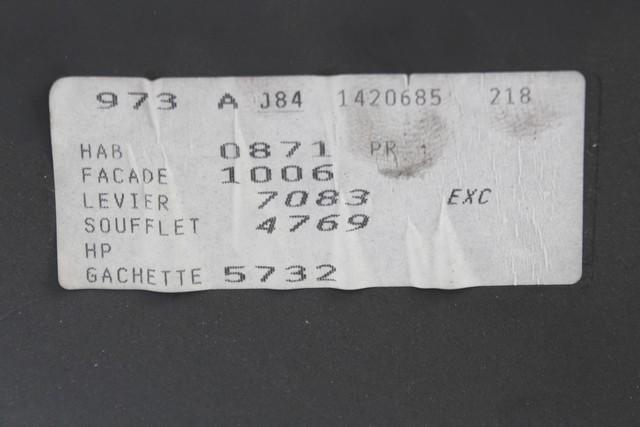 973 A J84 1420685 218
HAB 0871 PR
FACADE 1006
LEVIER 7083 EXC
SOUFFLET 4769
HP
GACHETTE 5732